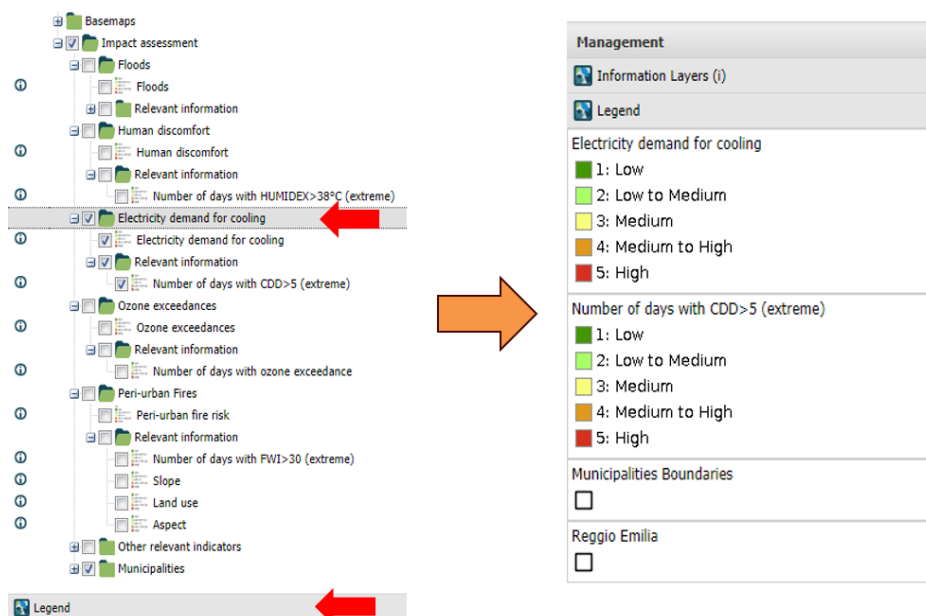 Basemaps
Impact assessment
Floods
Floods
Relevant information
Human discomfort
Human discomfort
Relevant information
Number of days with HUMIDEX>38°C (extreme)
Electricity demand for cooling
Electricity demand for cooling
Relevant information
Number of days with CDD>5 (extreme)
Ozone exceedances
Ozone exceedances
Relevant information
Number of days with ozone exceedance
Peri-urban Fires
Peri-urban fire risk
Relevant information
Number of days with FWI>30 (extreme)
Slope
Land use
Aspect
Other relevant indicators
Municipalities
Legend
Management
Information Layers (i)
Legend
Electricity demand for cooling
1: Low
2: Low to Medium
3: Medium
4: Medium to High
5: High
Number of days with CDD>5 (extreme)
1: Low
2: Low to Medium
3: Medium
4: Medium to High
5: High
Municipalities Boundaries
Reggio Emilia